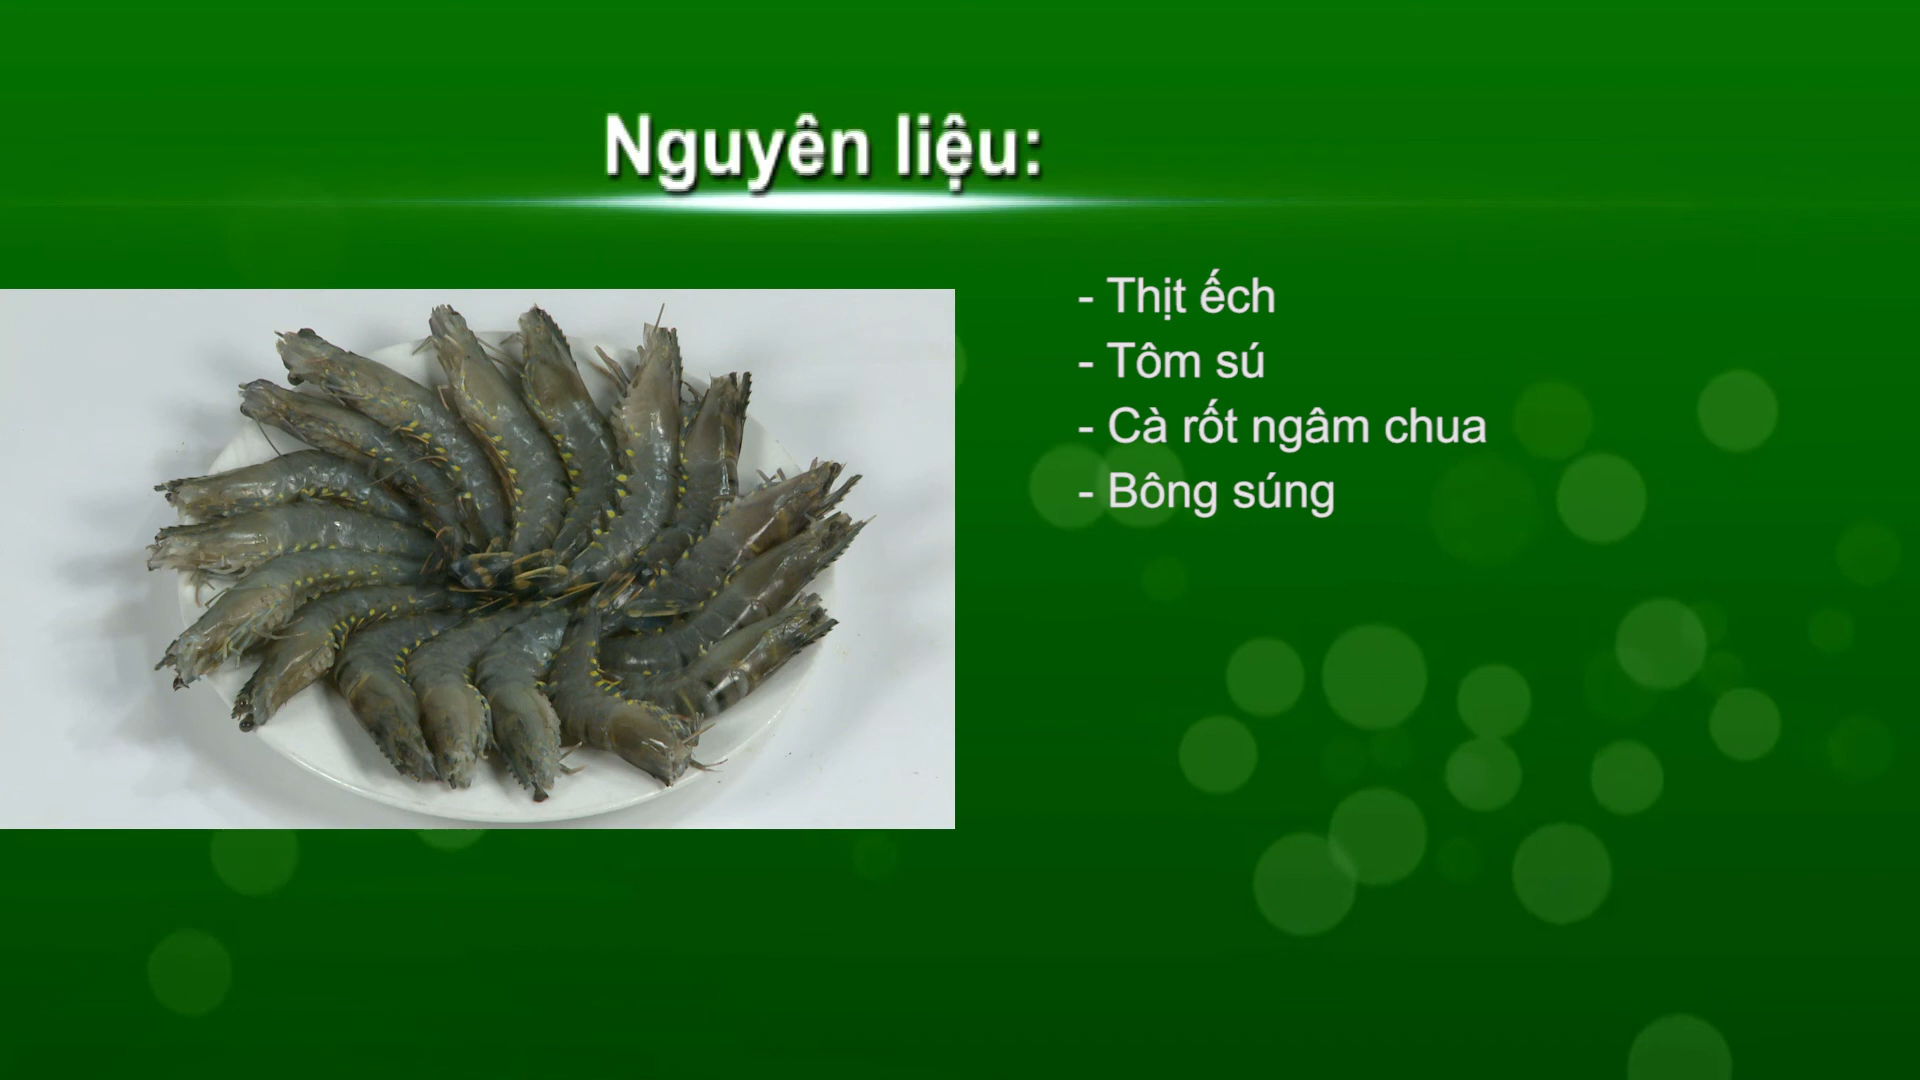 Nguyên liệu:
- Thịt ếch
- Tôm sú
- Cà rốt ngâm chua
- Bông súng